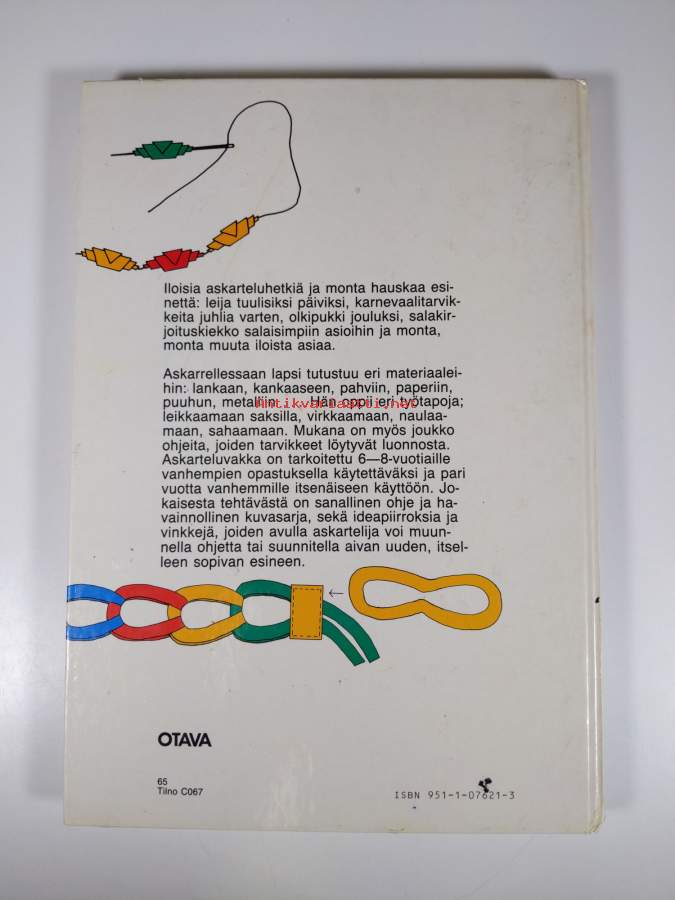 Iloisia askarteluhetkiä ja monta hauskaa esi-
nettä: leija tuulisiksi päiviksi, karnevaalitarvik-
keita juhlia varten, olkipukki jouluksi, salakir-
joituskiekko salaisimpiin asioihin ja monta,
monta muuta iloista asiaa.
Askarrellessaan lapsi tutustuu eri materiaalei-
hin: lankaan, kankaaseen, pahviin, paperiin,
puuhun, metalliin . . . Hän oppii eri työtapoja;
Antikvariaatti.net
leikkaamaan saksilla, virkkaamaan, naulaa-
maan, sahaamaan. Mukana on myös joukko
ohjeita, joiden tarvikkeet löytyvät luonnosta.
Askarteluvakka on tarkoitettu 6—8-vuotiaille
vanhempien opastuksella käytettäväksi ja pari
vuotta vanhemmille itsenäiseen käyttöön. Jo-
kaisesta tehtävästä on sanallinen ohje ja ha-
vainnollinen kuvasarja, sekä ideapiirroksia ja
vinkkejä, joiden avulla askartelija voi muun-
nella ohjetta tai suunnitella aivan uuden, itsel-
leen sopivan esineen.
OTAVA
65
Tilno C067
ISBN 951-1-07621-3